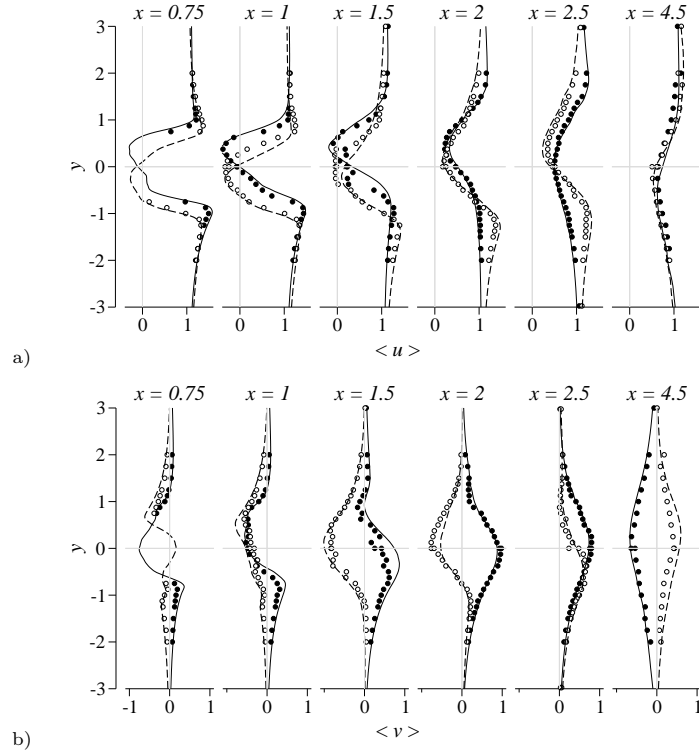 x = 0.75 x = 1 x = 1.5 x = 2 x = 2.5 x = 4.5
3
2
1
y
0
-1
-2
-3
0 1 0 1 0 1 0 1 0 1 0 1
< u >
a)
x = 0.75 x = 1 x = 1.5 x = 2 x = 2.5 x = 4.5
3
2
1
y
0
-1
-2
-3
-1 0 1 0 1 0 1 0 1 0 1 0 1
< v >
b)